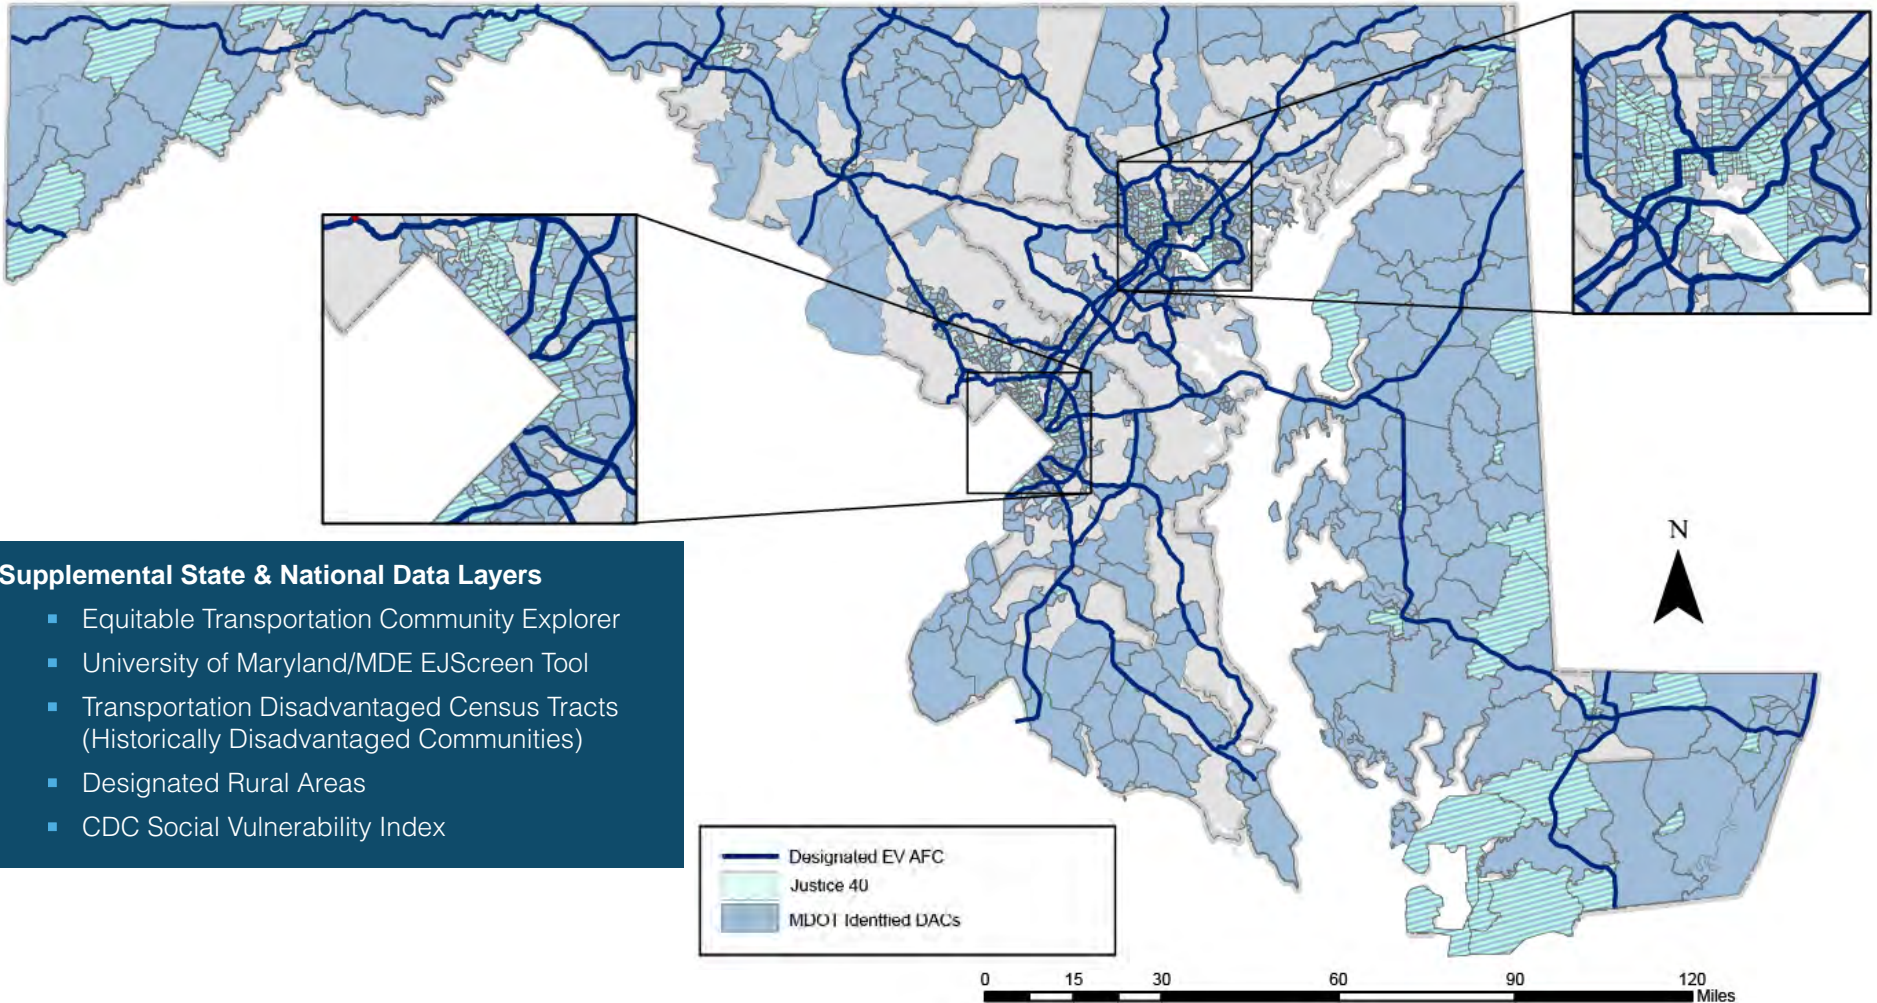 Supplemental State & National Data Layers
Equitable Transportation Community Explorer
University of Maryland/MDE EJScreen Tool
Transportation Disadvantaged Census Tracts
(Historically Disadvantaged Communities)
Designated Rural Areas
CDC Social Vulnerability Index
N
Designated EV AFC
Justice 40
MDOT Identified DACs
0 15 30 60 90 120
Miles